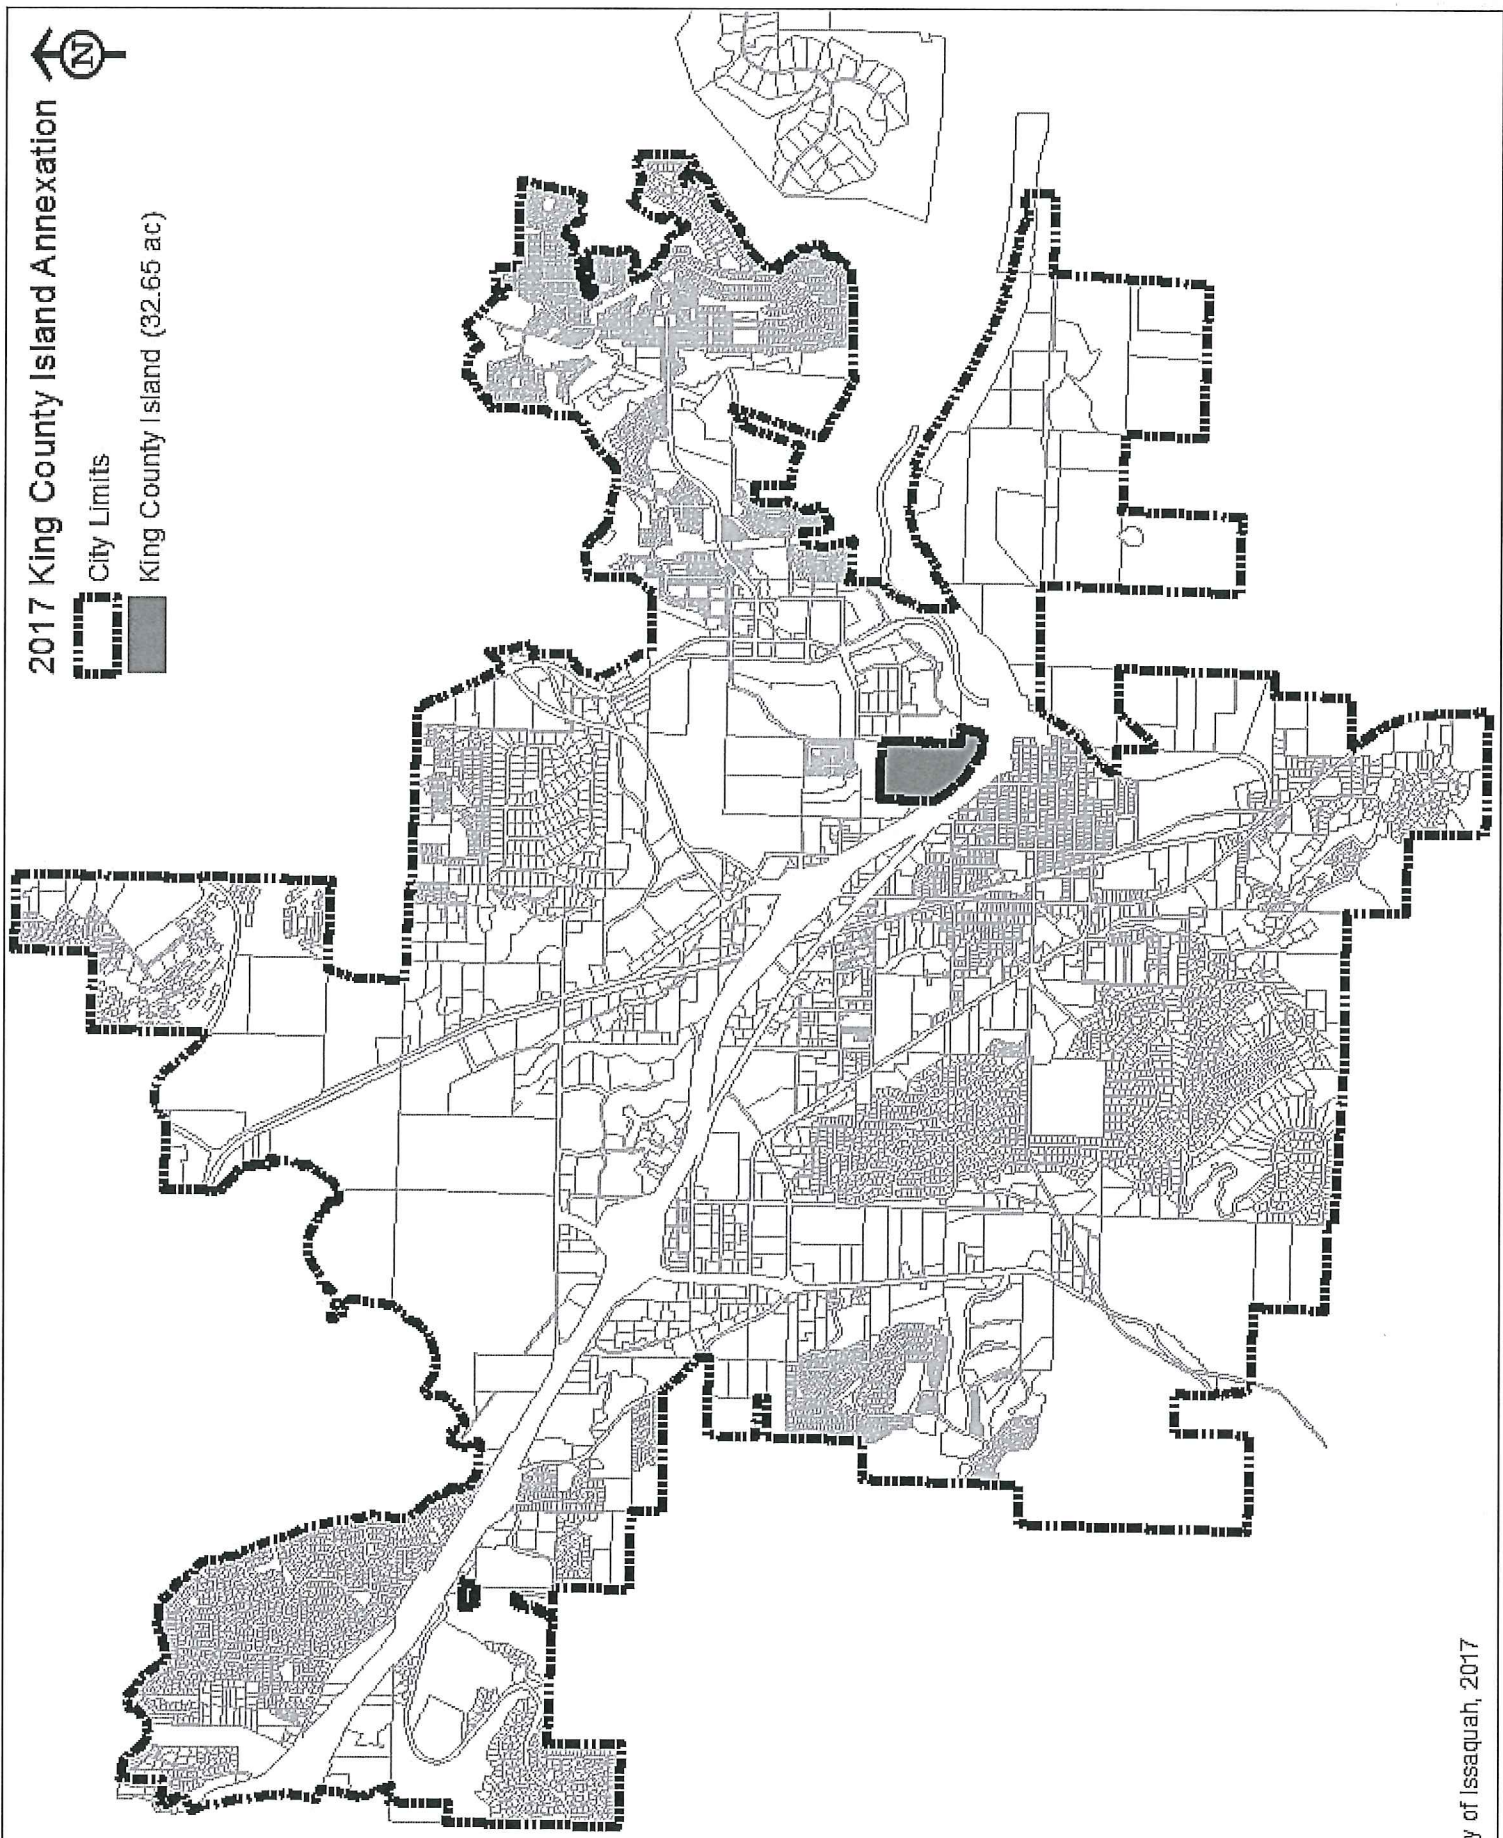 2017 King County Island Annexation
N
City Limits
King County Island (32.65 ac)
y of Issaquah, 2017